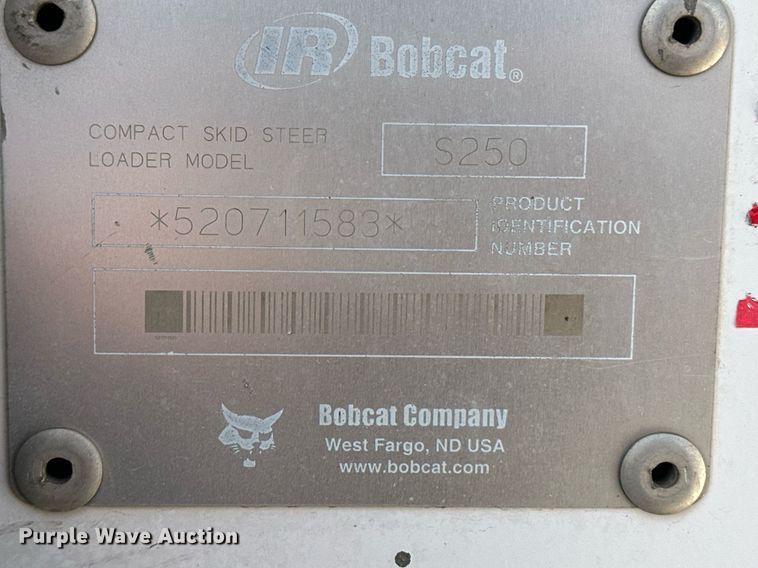 IR Bobcat®
COMPACT SKID STEER
LOADER MODEL
S250
*520711583*
PRODUCT
IDENTIFICATION
NUMBER
Bobcat Company
West Fargo, ND USA
www.bobcat.com
Purple Wave Auction